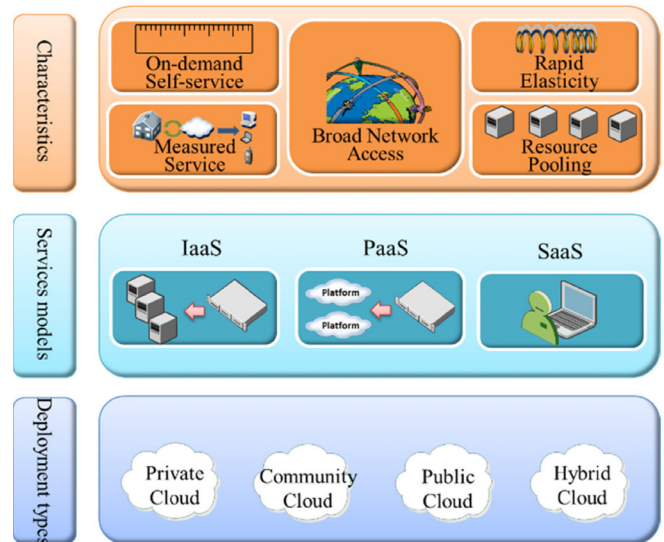 Characteristics
On-demand
Self-service
Measured
Service
Broad Network
Access
Rapid
Elasticity
Resource
Pooling
Services models
IaaS
PaaS
SaaS
Platform
Platform
Deployment types
Private
Cloud
Community
Cloud
Public
Cloud
Hybrid
Cloud